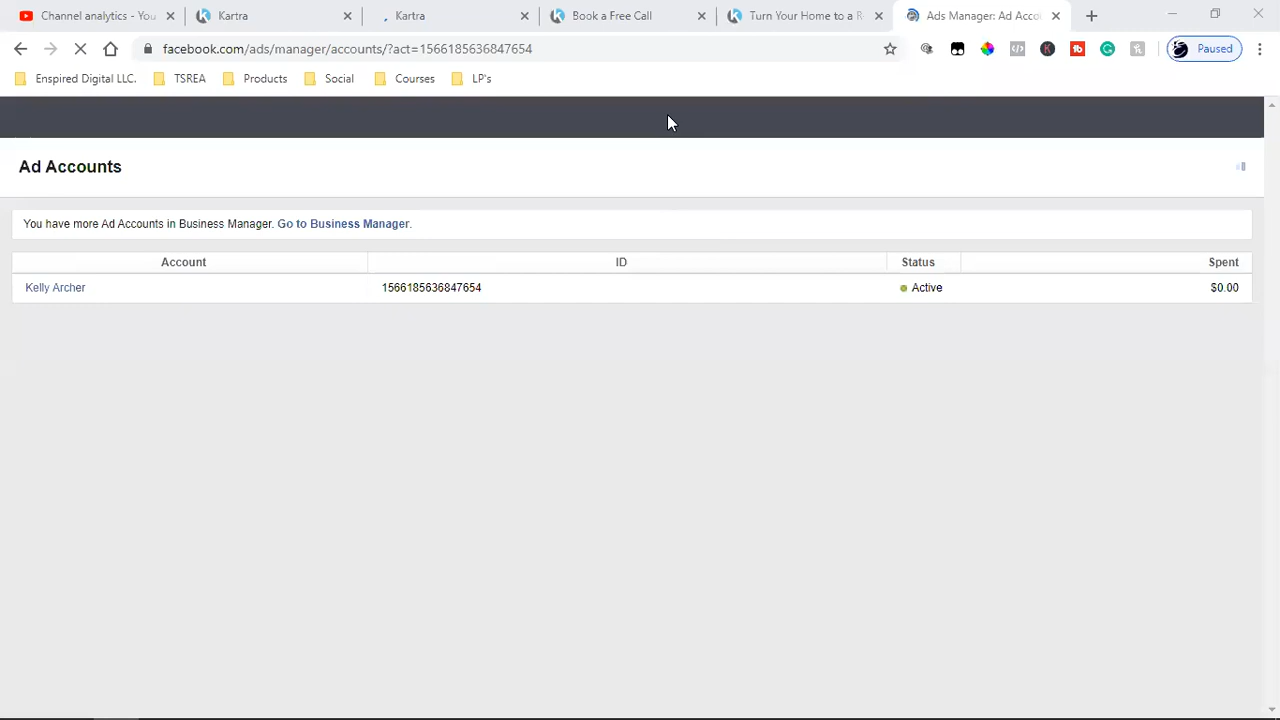 Channel analytics - You
Kartra
Kartra
Book a Free Call
Turn Your Home to a R
Ads Manager: Ad Acco
facebook.com/ads/manager/accounts/?act=1566185636847654
Paused
Enspired Digital LLC.
TSREA
Products
Social
Courses
LP's
Ad Accounts
You have more Ad Accounts in Business Manager. Go to Business Manager.
Account
ID
Status
Spent
Kelly Archer
1566185636847654
Active
$0.00